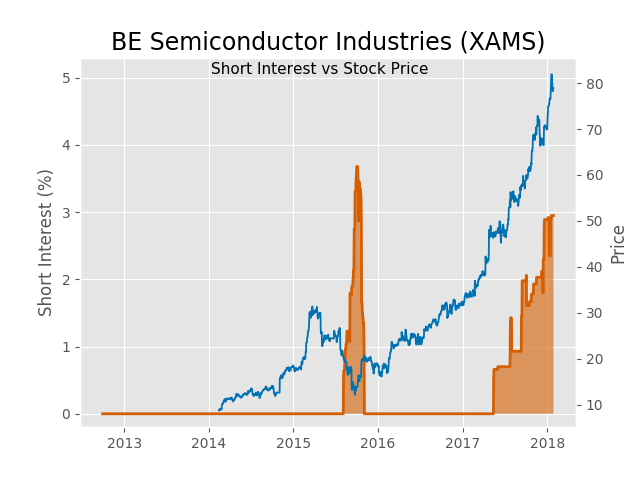 BE Semiconductor Industries (XAMS)
Short Interest vs Stock Price
Short Interest (%)
5
4
3
2
1
0
80
70
60
50
40
30
20
10
Price
2013 2014 2015 2016 2017 2018